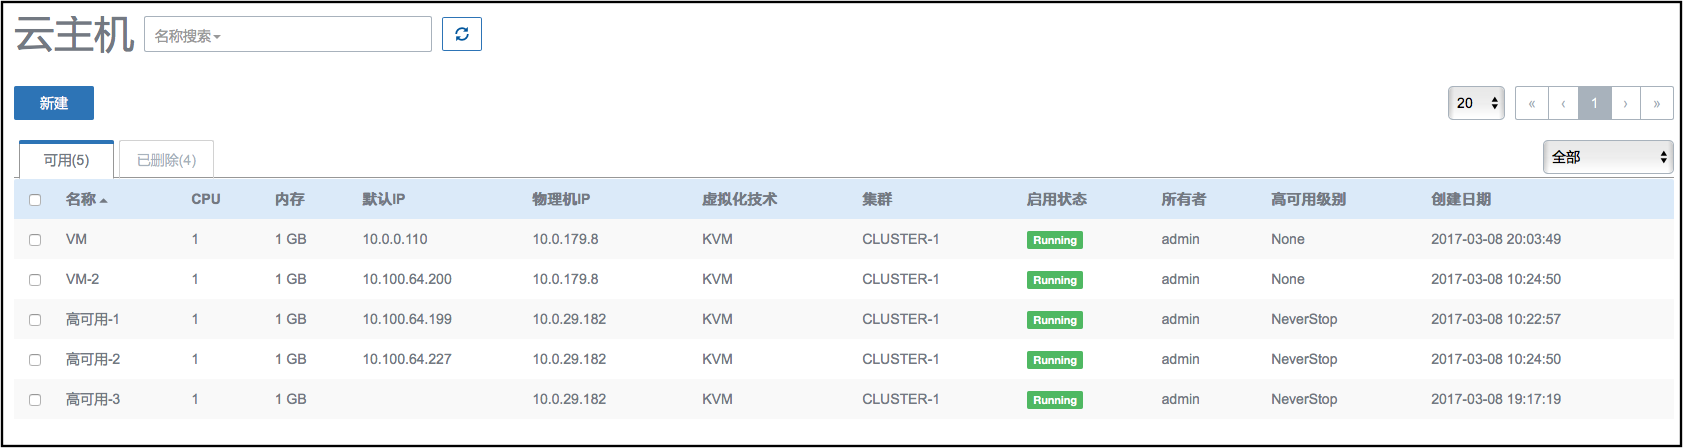 云主机 名称搜索
新建 20 « ‹ 1 › »
可用(5) 已删除(4) 全部
名称 CPU 内存 默认IP 物理机IP 虚拟化技术 集群 启用状态 所有者 高可用级别 创建日期
VM 1 1 GB 10.0.0.110 10.0.179.8 KVM CLUSTER-1 Running admin None 2017-03-08 20:03:49
VM-2 1 1 GB 10.100.64.200 10.0.179.8 KVM CLUSTER-1 Running admin None 2017-03-08 10:24:50
高可用-1 1 1 GB 10.100.64.199 10.0.29.182 KVM CLUSTER-1 Running admin NeverStop 2017-03-08 10:22:57
高可用-2 1 1 GB 10.100.64.227 10.0.29.182 KVM CLUSTER-1 Running admin NeverStop 2017-03-08 10:24:50
高可用-3 1 1 GB 10.0.29.182 KVM CLUSTER-1 Running admin NeverStop 2017-03-08 19:17:19